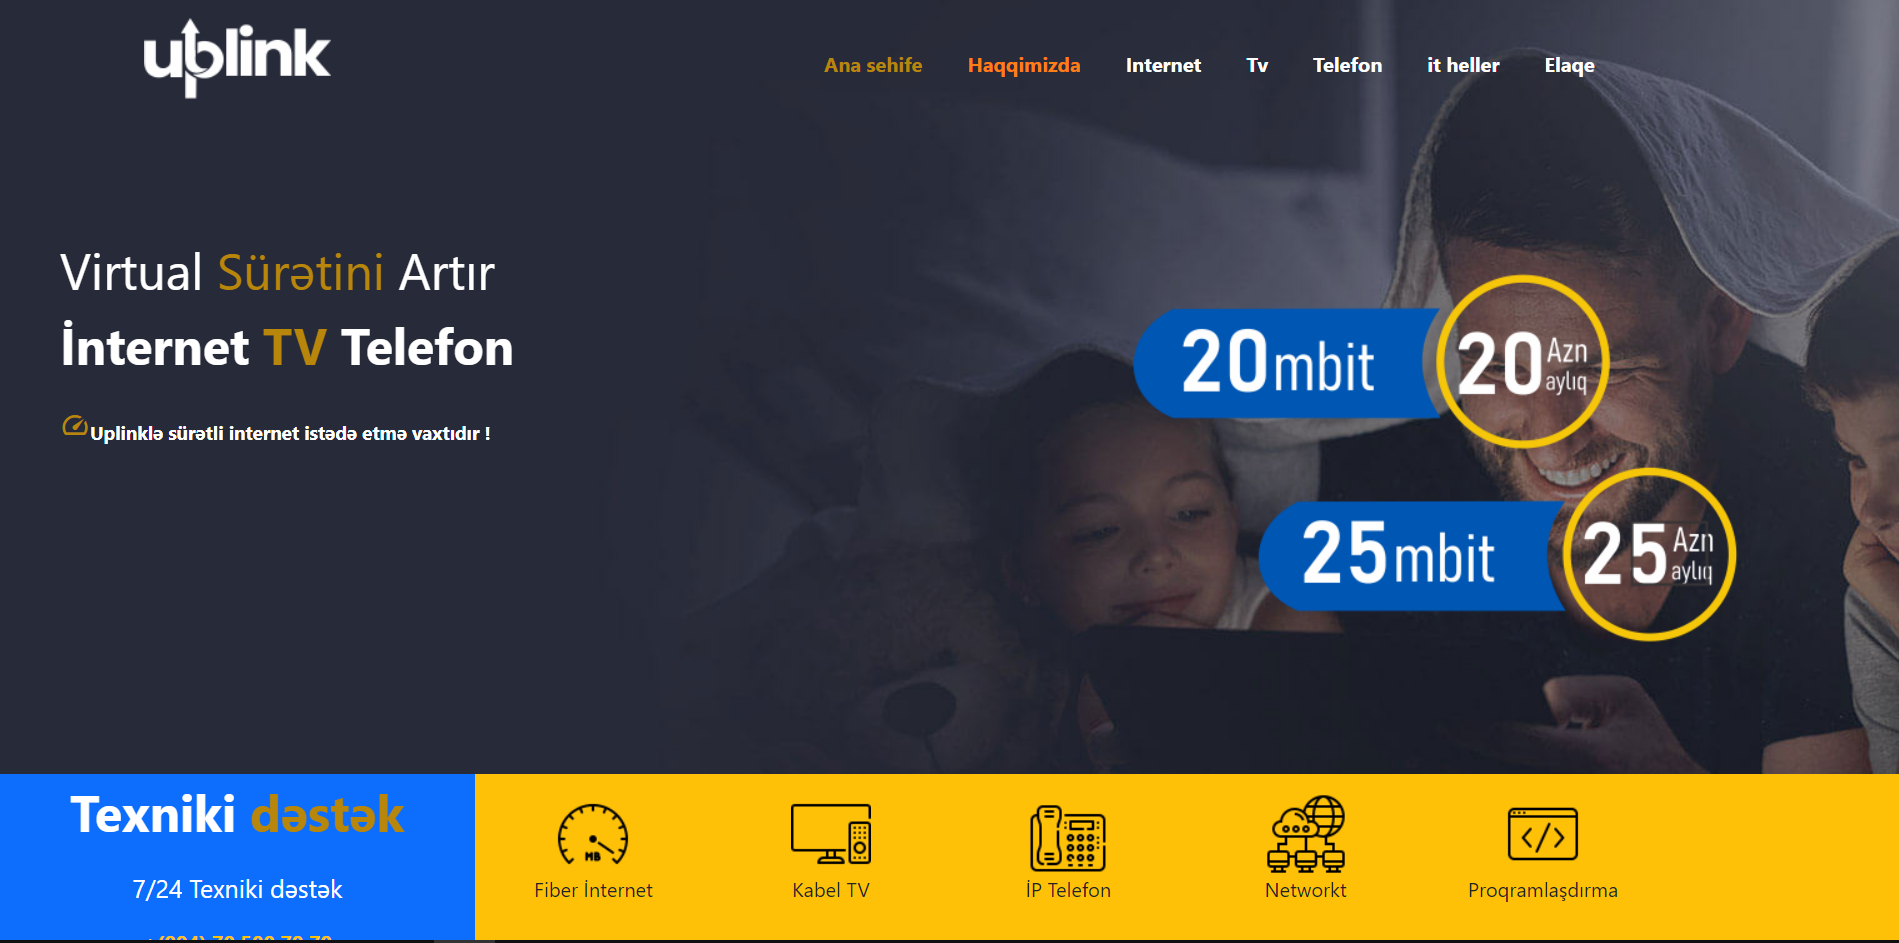 uplink
Ana sehife Haqqimizda Internet Tv Telefon it heller Elaqe
Virtual Sürətini Artır
İnternet TV Telefon
Uplinklə sürətli internet istədə etmə vaxtıdır !
20mbit 20 Azn aylıq
25mbit 25 Azn aylıq
Texniki dəstək
7/24 Texniki dəstək
Fiber İnternet Kabel TV İP Telefon Networkt Proqramlaşdırma
MB